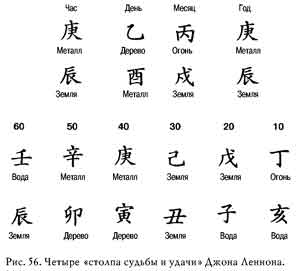 Час День Месяц Год
庚 乙 丙 庚
Металл Дерево Огонь Металл
辰 酉 戌 辰
Земля Металл Земля Земля
60 50 40 30 20 10
壬 辛 庚 己 戊 丁
Вода Металл Металл Земля Земля Огонь
辰 卯 寅 丑 子 亥
Земля Дерево Дерево Земля Вода Вода
Рис. 56. Четыре «столпа судьбы и удачи» Джона Леннона.